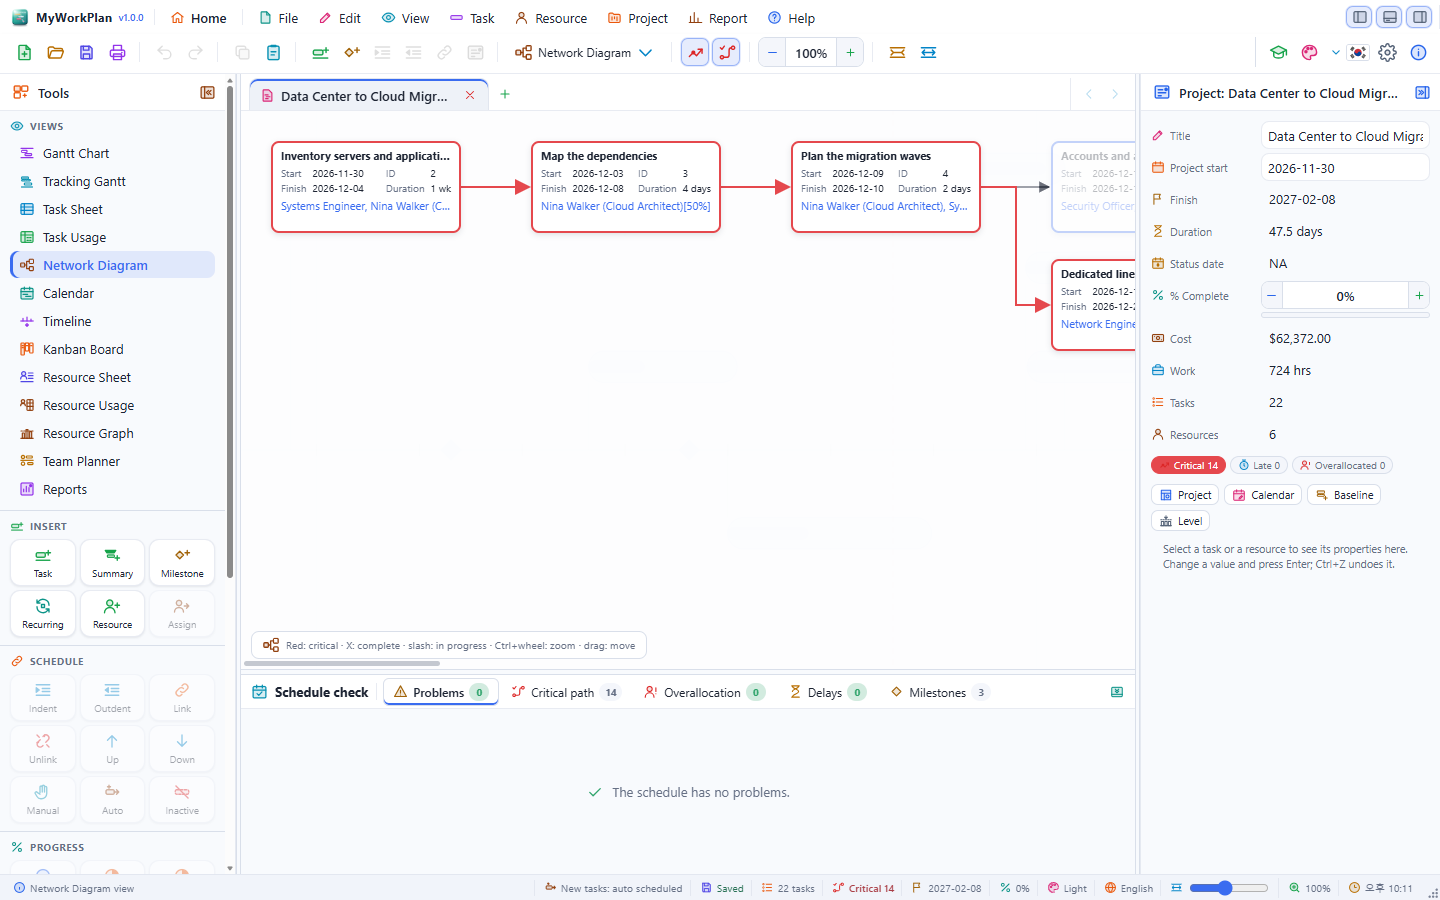 MyWorkPlan v1.0.0
Home
File
Edit
View
Task
Resource
Project
Report
Help
Network Diagram
100%
Tools
VIEWS
Gantt Chart
Tracking Gantt
Task Sheet
Task Usage
Network Diagram
Calendar
Timeline
Kanban Board
Resource Sheet
Resource Usage
Resource Graph
Team Planner
Reports
INSERT
Task Summary Milestone
Recurring Resource Assign
SCHEDULE
Indent Outdent Link
Unlink Up Down
Manual Auto Inactive
PROGRESS
Data Center to Cloud Migr...
Inventory servers and applicati...
Start 2026-11-30 ID 2
Finish 2026-12-04 Duration 1 wk
Systems Engineer, Nina Walker (C...
Map the dependencies
Start 2026-12-03 ID 3
Finish 2026-12-08 Duration 4 days
Nina Walker (Cloud Architect)[50%]
Plan the migration waves
Start 2026-12-09 ID 4
Finish 2026-12-10 Duration 2 days
Nina Walker (Cloud Architect), Sy...
Accounts and
Start 2026-12-1
Finish 2026-12-1
Security Officer
Dedicated line
Start 2026-12-1
Finish 2026-12-2
Network Engine
Red: critical · X: complete · slash: in progress · Ctrl+wheel: zoom · drag: move
Schedule check
Problems 0
Critical path 14
Overallocation 0
Delays 0
Milestones 3
The schedule has no problems.
Project: Data Center to Cloud Migr...
Title Data Center to Cloud Migra
Project start 2026-11-30
Finish 2027-02-08
Duration 47.5 days
Status date NA
% Complete 0%
Cost $62,372.00
Work 724 hrs
Tasks 22
Resources 6
Critical 14 Late 0 Overallocated 0
Project Calendar Baseline
Level
Select a task or a resource to see its properties here.
Change a value and press Enter; Ctrl+Z undoes it.
Network Diagram view
New tasks: auto scheduled
Saved
22 tasks
Critical 14
2027-02-08
0%
Light
English
100%
오후 10:11